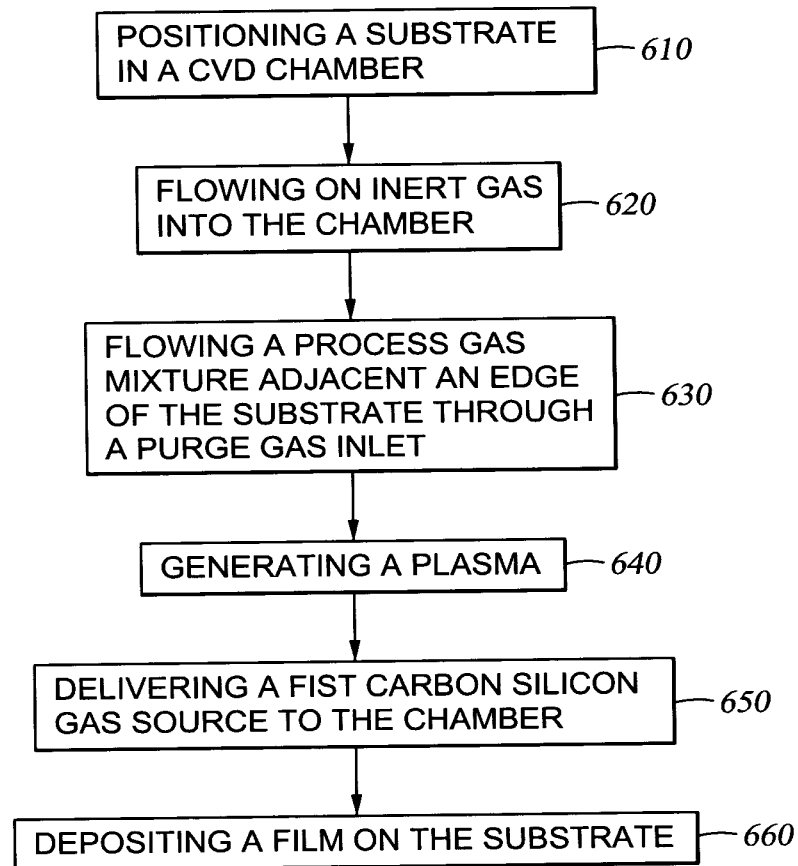 POSITIONING A SUBSTRATE
IN A CVD CHAMBER
610
FLOWING ON INERT GAS
INTO THE CHAMBER
620
FLOWING A PROCESS GAS
MIXTURE ADJACENT AN EDGE
OF THE SUBSTRATE THROUGH
A PURGE GAS INLET
630
GENERATING A PLASMA
640
DELIVERING A FIST CARBON SILICON
GAS SOURCE TO THE CHAMBER
650
DEPOSITING A FILM ON THE SUBSTRATE
660